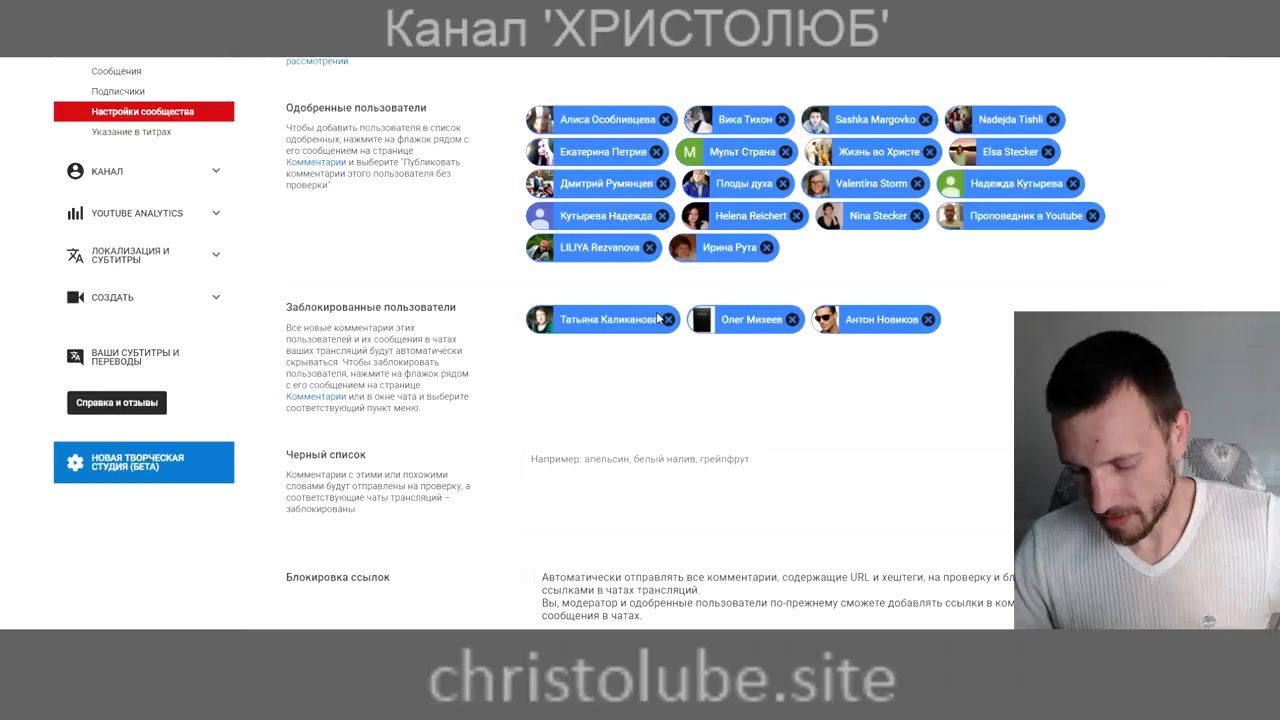 Канал 'ХРИСТОЛЮБ'
Сообщения
Подписчики
Настройки сообщества
Указание в титрах
КАНАЛ
YOUTUBE ANALYTICS
ЛОКАЛИЗАЦИЯ И
СУБТИТРЫ
СОЗДАТЬ
ВАШИ СУБТИТРЫ И
ПЕРЕВОДЫ
Справка и отзывы
НОВАЯ ТВОРЧЕСКАЯ
СТУДИЯ (БЕТА)
рассмотрении.
Одобренные пользователи
Чтобы добавить пользователя в список
одобренных, нажмите на флажок рядом с
его сообщением на странице
Комментарии и выберите "Публиковать
комментарии этого пользователя без
проверки".
Алиса Особливцева Вика Тихон Sashka Margovko Nadejda Tishli
Екатерина Петрив М Мульт Страна Жизнь во Христе Elsa Stecker
Дмитрий Румянцев Плоды духа Valentina Storm Надежда Кутырева
Кутырева Надежда Helena Reichert Nina Stecker Проповедник в Youtube
LILIYA Rezvanova Ирина Рута
Заблокированные пользователи
Все новые комментарии этих
пользователей и их сообщения в чатах
ваших трансляций будут автоматически
скрываться. Чтобы заблокировать
пользователя, нажмите на флажок рядом
с его сообщением на странице
Комментарии или в окне чата и выберите
соответствующий пункт меню.
Татьяна Каликанова Олег Михеев Антон Новиков
Черный список
Комментарии с этими или похожими
словами будут отправлены на проверку, а
соответствующие чаты трансляций –
заблокированы.
Например: апельсин, белый налив, грейпфрут
Блокировка ссылок
Автоматически отправлять все комментарии, содержащие URL и хештеги, на проверку и бл
ссылками в чатах трансляций.
Вы, модератор и одобренные пользователи по-прежнему сможете добавлять ссылки в ком
сообщения в чатах.
christolube.site